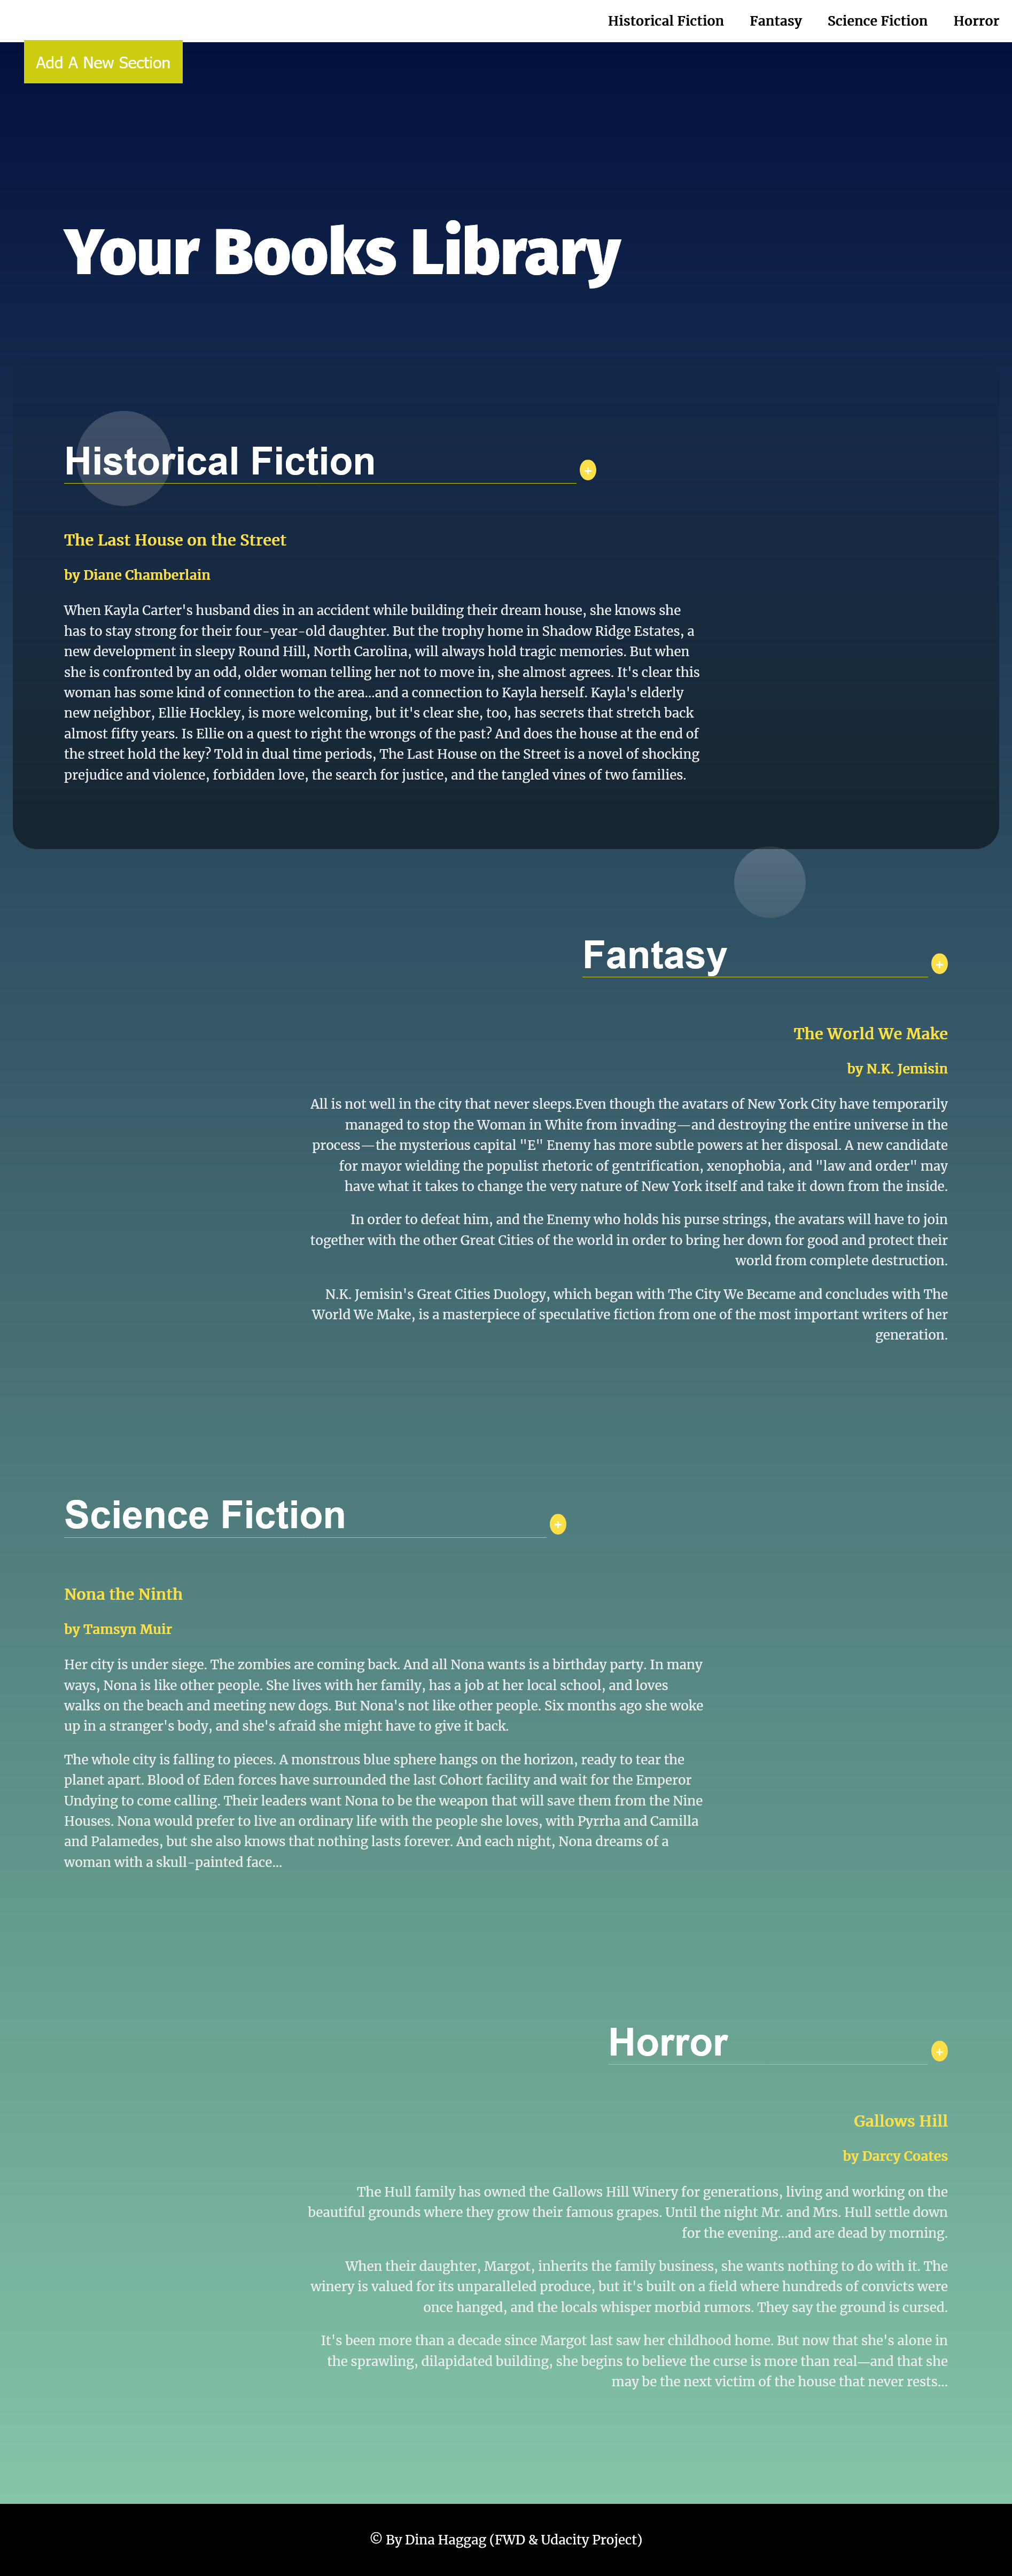 Historical Fiction Fantasy Science Fiction Horror
Add A New Section
Your Books Library
Historical Fiction +
The Last House on the Street
by Diane Chamberlain
When Kayla Carter's husband dies in an accident while building their dream house, she knows she
has to stay strong for their four-year-old daughter. But the trophy home in Shadow Ridge Estates, a
new development in sleepy Round Hill, North Carolina, will always hold tragic memories. But when
she is confronted by an odd, older woman telling her not to move in, she almost agrees. It's clear this
woman has some kind of connection to the area...and a connection to Kayla herself. Kayla's elderly
new neighbor, Ellie Hockley, is more welcoming, but it's clear she, too, has secrets that stretch back
almost fifty years. Is Ellie on a quest to right the wrongs of the past? And does the house at the end of
the street hold the key? Told in dual time periods, The Last House on the Street is a novel of shocking
prejudice and violence, forbidden love, the search for justice, and the tangled vines of two families.
Fantasy +
The World We Make
by N.K. Jemisin
All is not well in the city that never sleeps.Even though the avatars of New York City have temporarily
managed to stop the Woman in White from invading—and destroying the entire universe in the
process—the mysterious capital "E" Enemy has more subtle powers at her disposal. A new candidate
for mayor wielding the populist rhetoric of gentrification, xenophobia, and "law and order" may
have what it takes to change the very nature of New York itself and take it down from the inside.
In order to defeat him, and the Enemy who holds his purse strings, the avatars will have to join
together with the other Great Cities of the world in order to bring her down for good and protect their
world from complete destruction.
N.K. Jemisin's Great Cities Duology, which began with The City We Became and concludes with The
World We Make, is a masterpiece of speculative fiction from one of the most important writers of her
generation.
Science Fiction +
Nona the Ninth
by Tamsyn Muir
Her city is under siege. The zombies are coming back. And all Nona wants is a birthday party. In many
ways, Nona is like other people. She lives with her family, has a job at her local school, and loves
walks on the beach and meeting new dogs. But Nona's not like other people. Six months ago she woke
up in a stranger's body, and she's afraid she might have to give it back.
The whole city is falling to pieces. A monstrous blue sphere hangs on the horizon, ready to tear the
planet apart. Blood of Eden forces have surrounded the last Cohort facility and wait for the Emperor
Undying to come calling. Their leaders want Nona to be the weapon that will save them from the Nine
Houses. Nona would prefer to live an ordinary life with the people she loves, with Pyrrha and Camilla
and Palamedes, but she also knows that nothing lasts forever. And each night, Nona dreams of a
woman with a skull-painted face...
Horror +
Gallows Hill
by Darcy Coates
The Hull family has owned the Gallows Hill Winery for generations, living and working on the
beautiful grounds where they grow their famous grapes. Until the night Mr. and Mrs. Hull settle down
for the evening...and are dead by morning.
When their daughter, Margot, inherits the family business, she wants nothing to do with it. The
winery is valued for its unparalleled produce, but it's built on a field where hundreds of convicts were
once hanged, and the locals whisper morbid rumors. They say the ground is cursed.
It's been more than a decade since Margot last saw her childhood home. But now that she's alone in
the sprawling, dilapidated building, she begins to believe the curse is more than real—and that she
may be the next victim of the house that never rests...
© By Dina Haggag (FWD & Udacity Project)